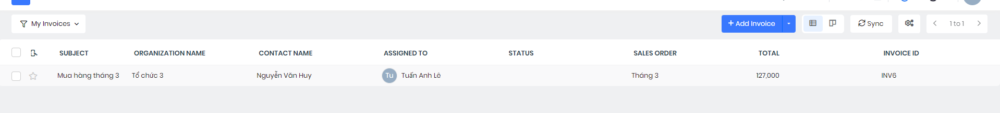 My Invoices
+ Add Invoice
Sync
1 to 1
SUBJECT ORGANIZATION NAME CONTACT NAME ASSIGNED TO STATUS SALES ORDER TOTAL INVOICE ID
Mua hàng tháng 3 Tổ chức 3 Nguyễn Văn Huy Tu Tuấn Anh Lê Tháng 3 127,000 INV6